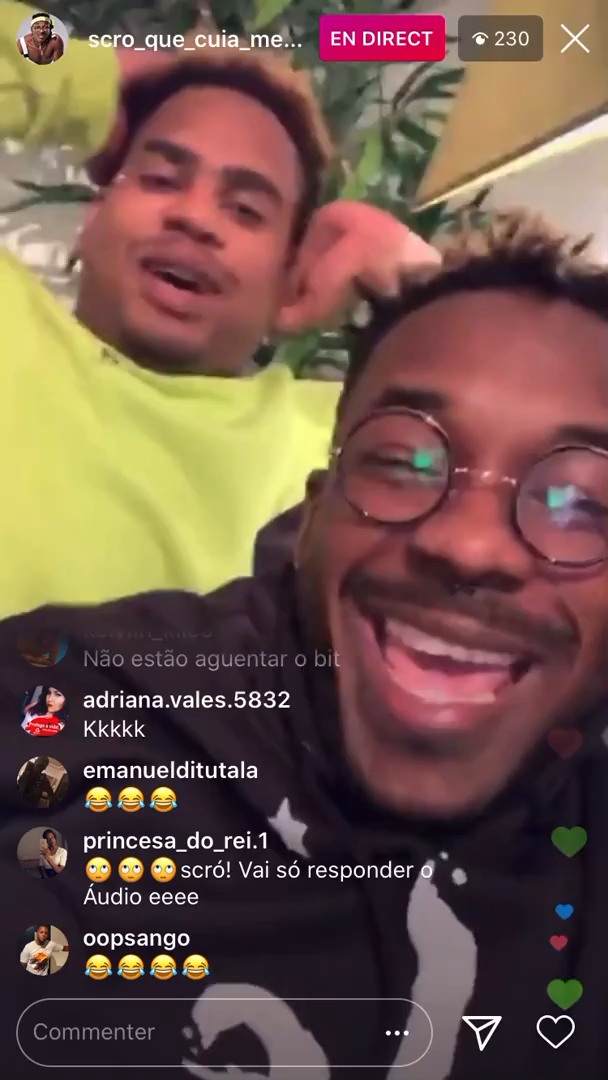 scro_que_cuia_me...
EN DIRECT
230
Não estão aguentar o bit
adriana.vales.5832
Kkkkk
emanuelditutala
😂😂😂
princesa_do_rei.1
🙄🙄🙄scró! Vai só responder o
Áudio eeee
oopsango
😂😂😂😂
Commenter